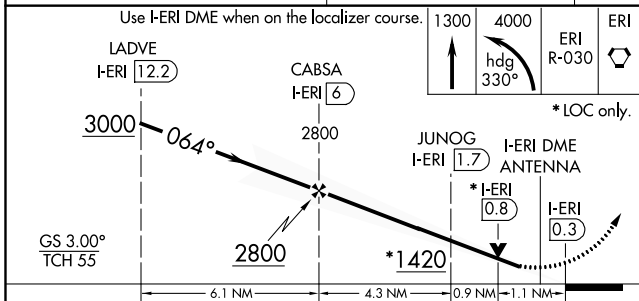 Use I-ERI DME when on the localizer course.
1300
4000
hdg
330°
ERI
R-030
ERI
* LOC only.
LADVE
I-ERI 12.2
CABSA
I-ERI 6
2800
JUNOG
I-ERI 1.7
I-ERI DME
ANTENNA
* I-ERI
0.8
I-ERI
0.3
3000
064°
2800
*1420
GS 3.00°
TCH 55
6.1 NM
4.3 NM
0.9 NM
1.1 NM